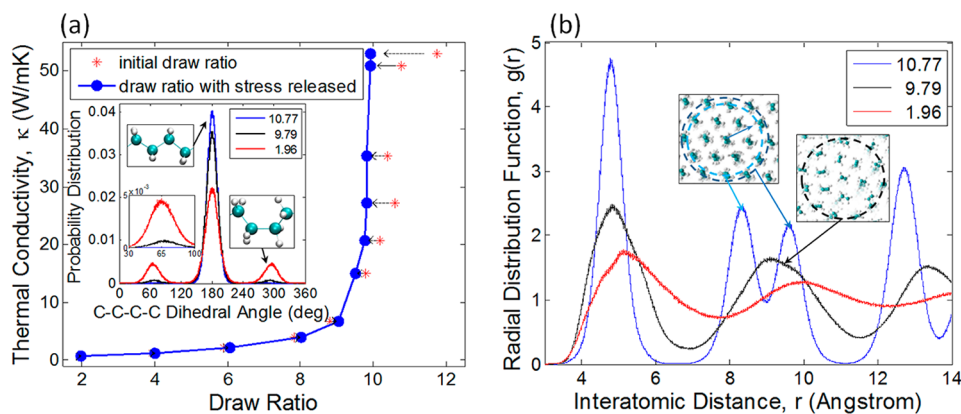 (a)
Thermal Conductivity, κ (W/mK)
50
40
30
20
10
0
initial draw ratio
draw ratio with stress released
Probability Distribution
0.04
0.03
0.02
0.01
0
10.77
9.79
1.96
5 × 10⁻³
0
30 65 100
0 60 120 180 240 300 360
C-C-C-C Dihedral Angle (deg)
2 4 6 8 10 12
Draw Ratio
(b)
Radial Distribution Function, g(r)
5
4
3
2
1
0
10.77
9.79
1.96
4 6 8 10 12 14
Interatomic Distance, r (Angstrom)